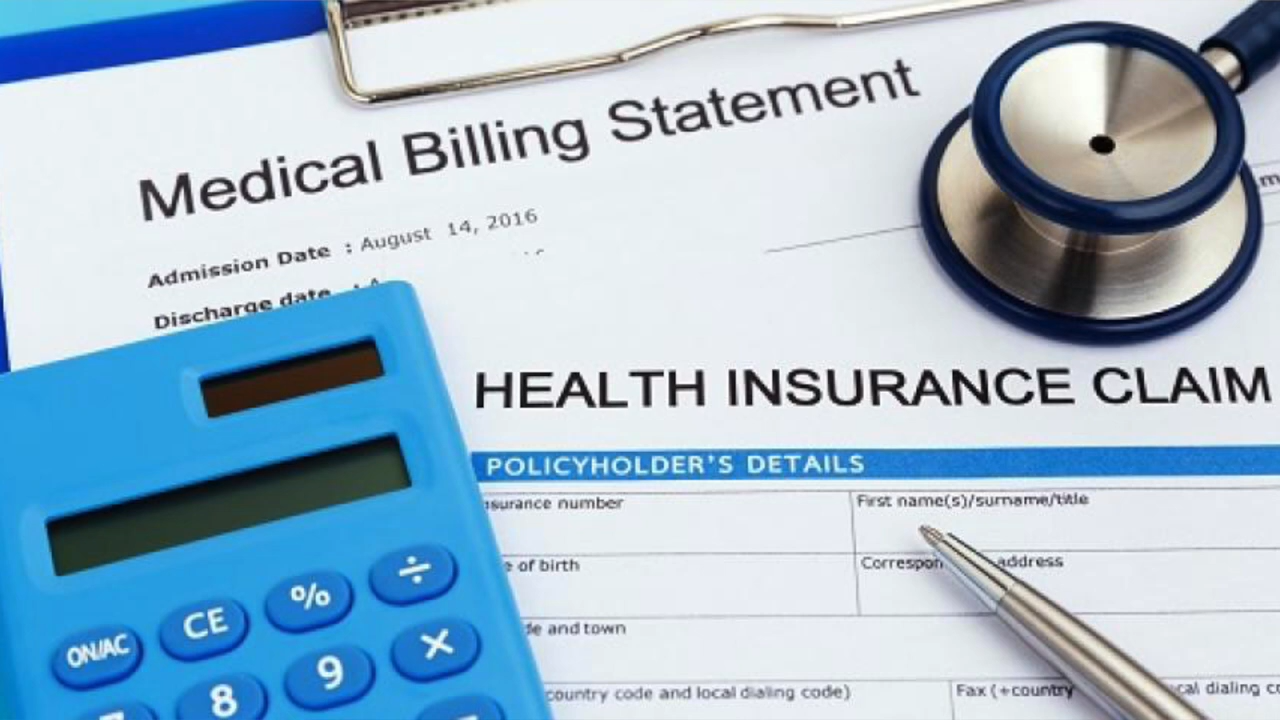 Medical Billing Statement
Admission Date : August 14, 2016
Discharge date :
HEALTH INSURANCE CLAIM
POLICYHOLDER'S DETAILS
nsurance number
First name(s)/surname/title
e of birth
Correspon address
de and town
country code and local dialing code)
Fax (+country cal dialing c
ON/AC
CE
%
÷
8
9
×